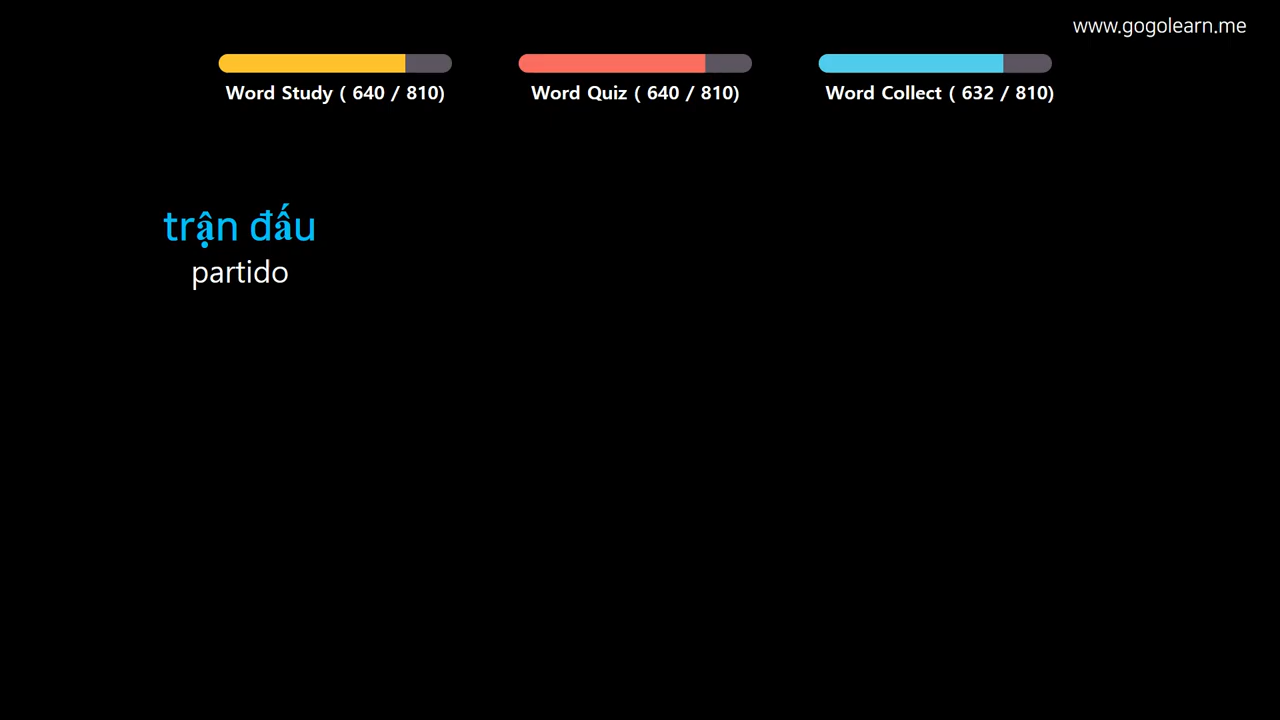 www.gogolearn.me
Word Study ( 640 / 810)
Word Quiz ( 640 / 810)
Word Collect ( 632 / 810)
trận đấu
partido